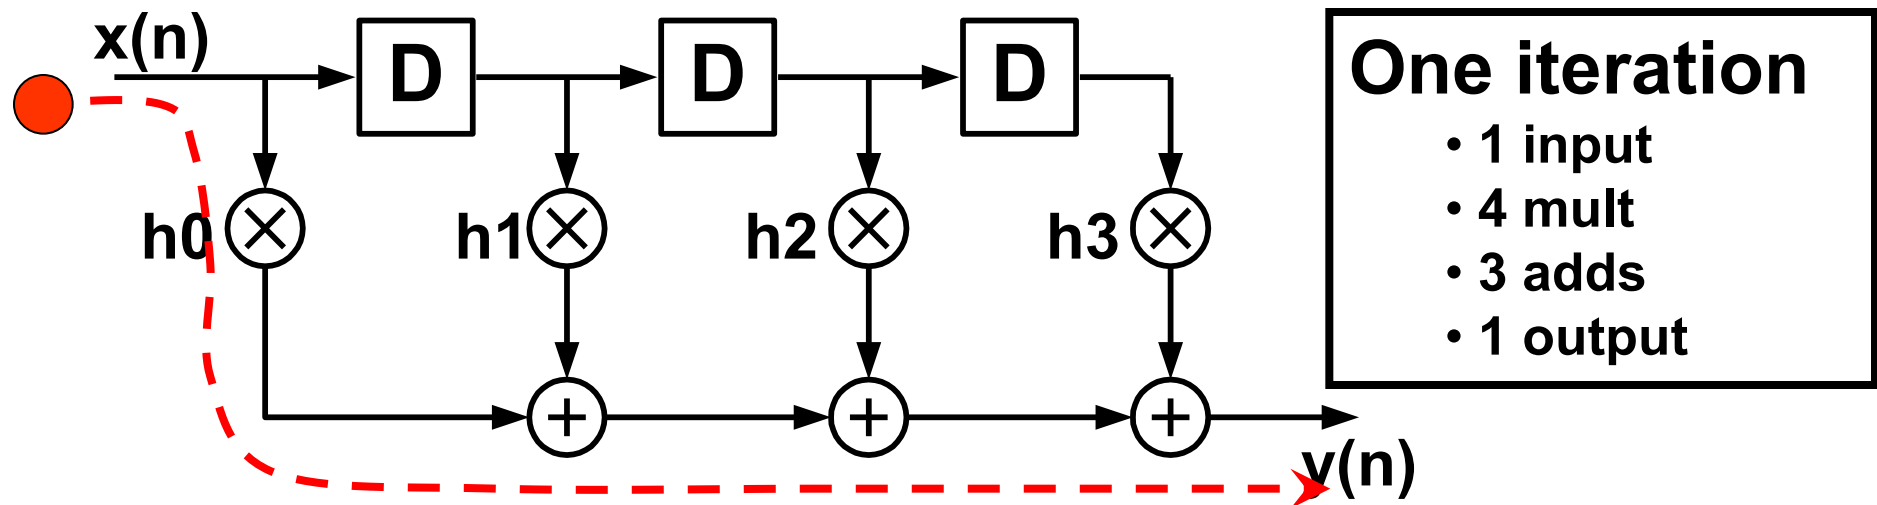 x(n)
D D D
h0 h1 h2 h3
y(n)
One iteration
• 1 input
• 4 mult
• 3 adds
• 1 output